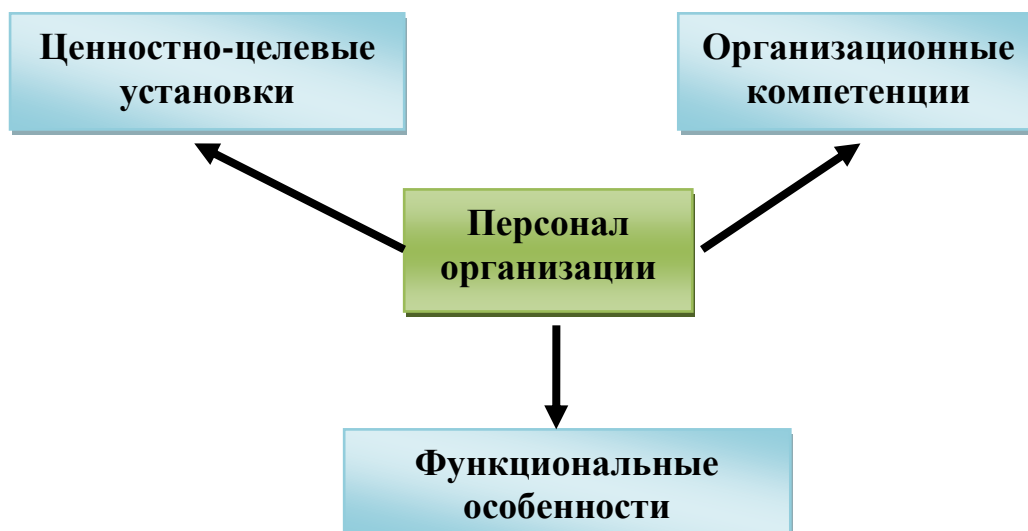 Ценностно-целевые
установки
Организационные
компетенции
Персонал
организации
Функциональные
особенности